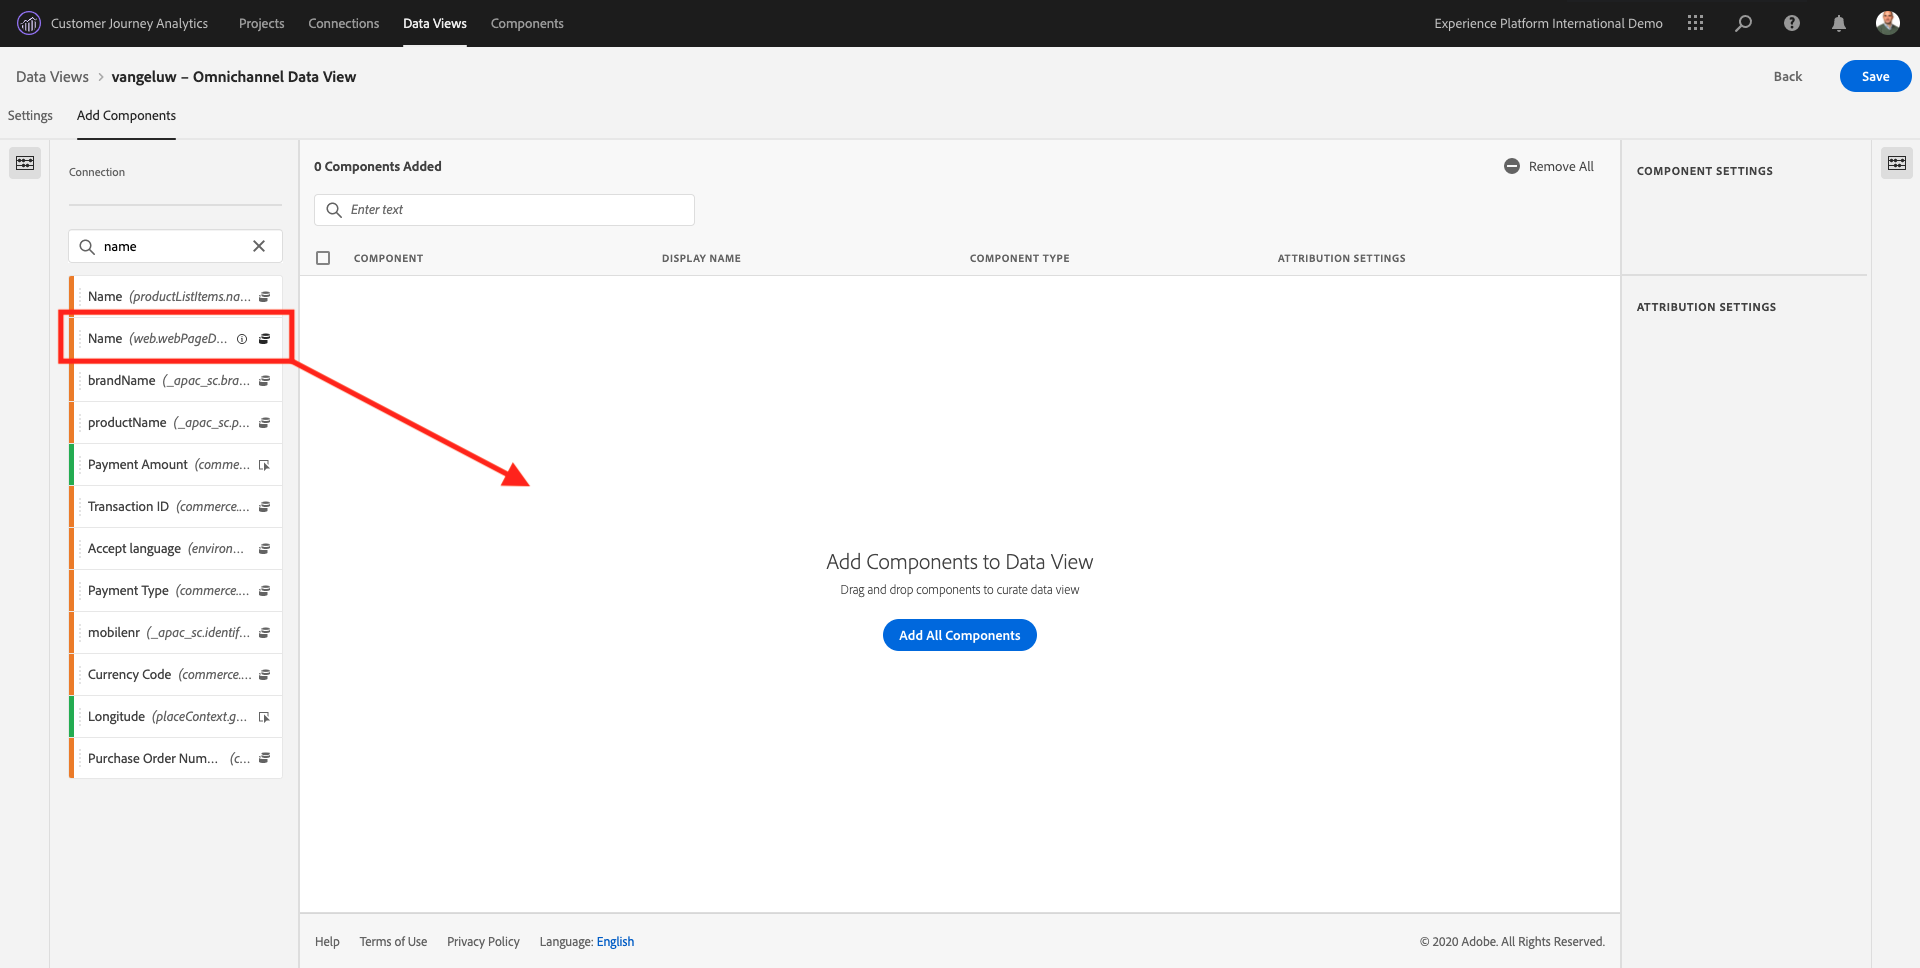 Customer Journey Analytics Projects Connections Data Views Components Experience Platform International Demo
Data Views > vangeluw – Omnichannel Data View Back Save
Settings Add Components
Connection
name
Name (productListItems.na...
Name (web.webPageD...
brandName (_apac_sc.bra...
productName (_apac_sc.p...
Payment Amount (comme...
Transaction ID (commerce....
Accept language (environ...
Payment Type (commerce....
mobilenr (_apac_sc.identif...
Currency Code (commerce....
Longitude (placeContext.g...
Purchase Order Num... (c...
0 Components Added Remove All
Enter text
COMPONENT DISPLAY NAME COMPONENT TYPE ATTRIBUTION SETTINGS
Add Components to Data View
Drag and drop components to curate data view
Add All Components
COMPONENT SETTINGS
ATTRIBUTION SETTINGS
Help Terms of Use Privacy Policy Language: English © 2020 Adobe. All Rights Reserved.